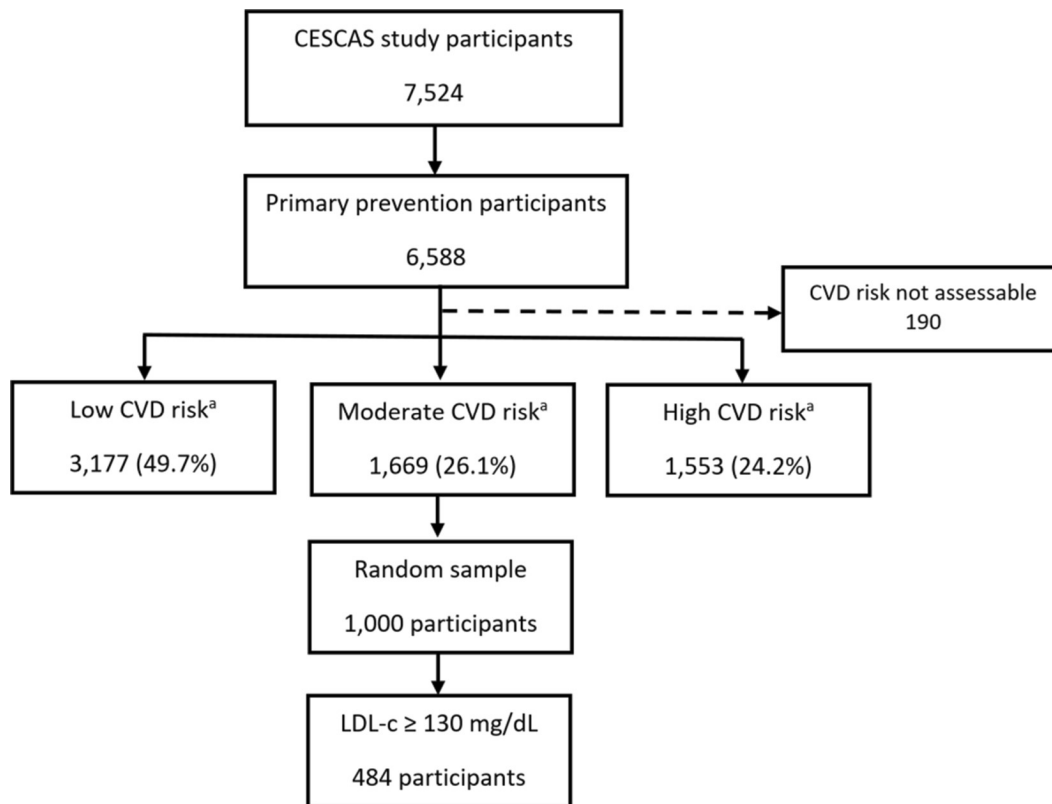 CESCAS study participants
7,524
Primary prevention participants
6,588
CVD risk not assessable
190
Low CVD riskᵃ
3,177 (49.7%)
Moderate CVD riskᵃ
1,669 (26.1%)
High CVD riskᵃ
1,553 (24.2%)
Random sample
1,000 participants
LDL-c ≥ 130 mg/dL
484 participants